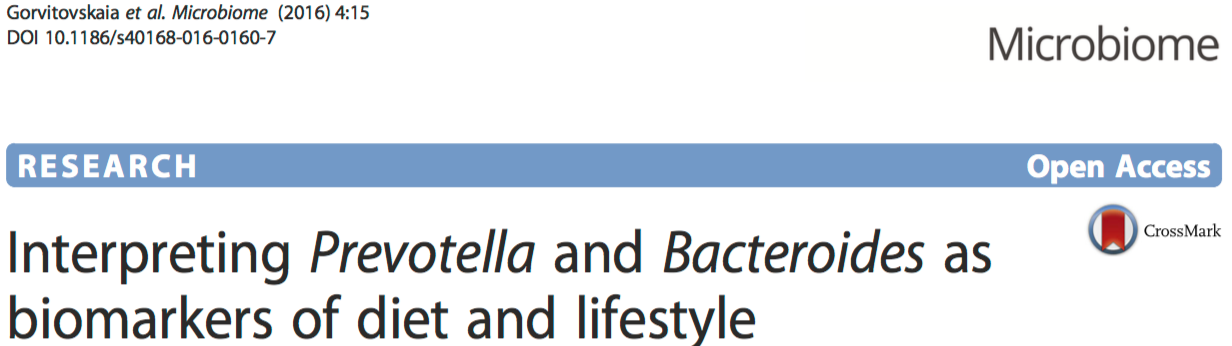 Gorvitovskaia et al. Microbiome (2016) 4:15
DOI 10.1186/s40168-016-0160-7
Microbiome
RESEARCH Open Access
CrossMark
Interpreting Prevotella and Bacteroides as
biomarkers of diet and lifestyle